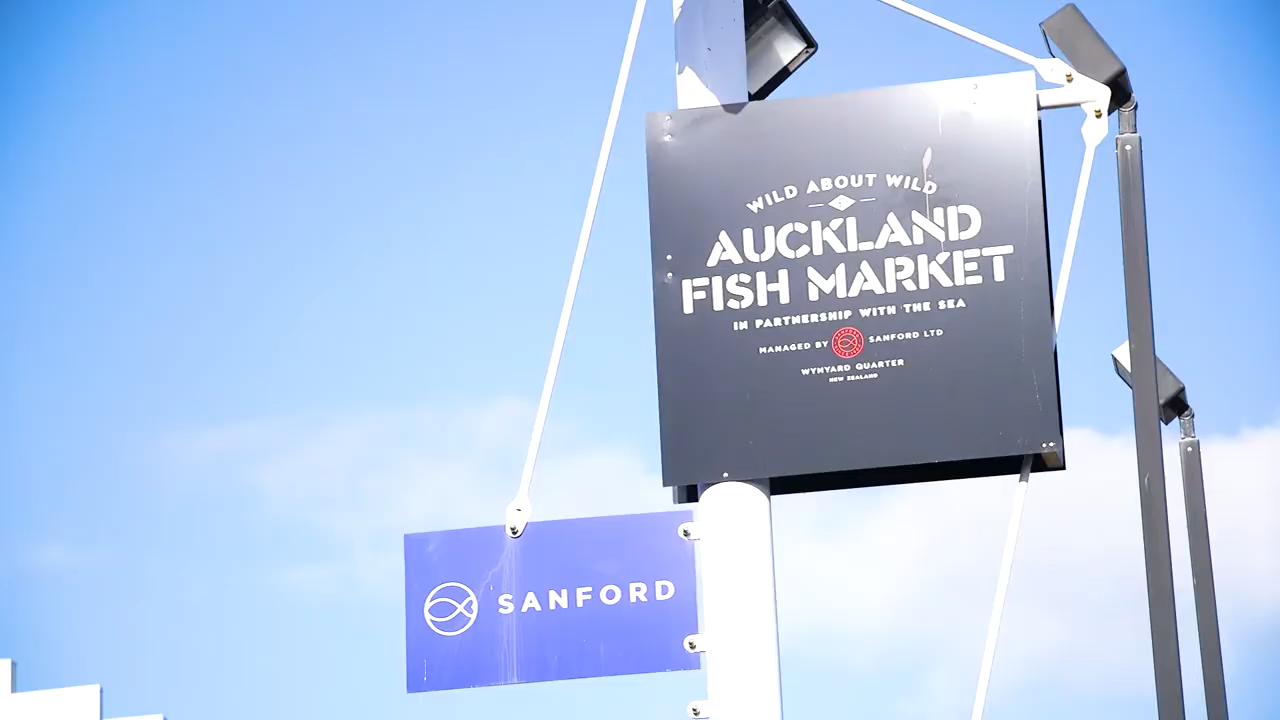 WILD ABOUT WILD
AUCKLAND
FISH MARKET
IN PARTNERSHIP WITH THE SEA
MANAGED BY SANFORD LTD
WYNYARD QUARTER
NEW ZEALAND
SANFORD